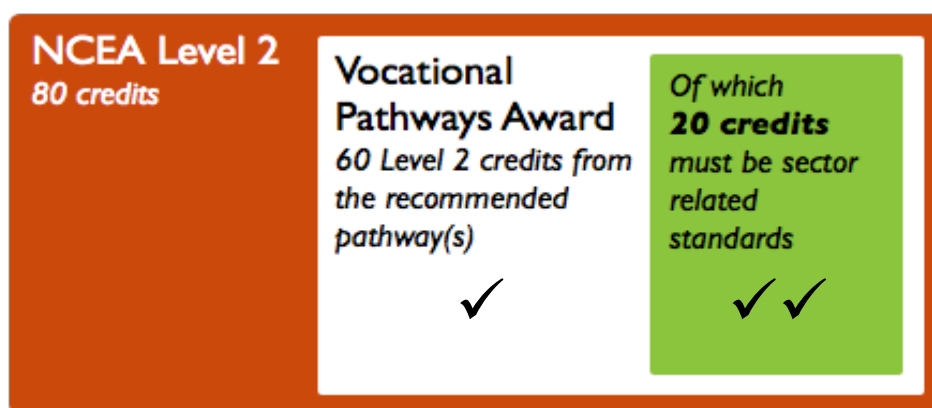 NCEA Level 2
80 credits
Vocational
Pathways Award
60 Level 2 credits from
the recommended
pathway(s)
✓
Of which
20 credits
must be sector
related
standards
✓✓